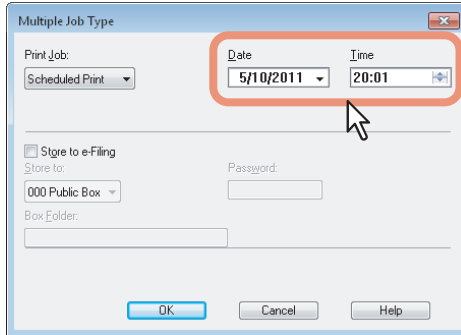 Multiple Job Type
Print Job: Date Time
Scheduled Print 5/10/2011 20:01
Store to e-Filing
Store to: Password:
000 Public Box
Box Folder:
OK Cancel Help